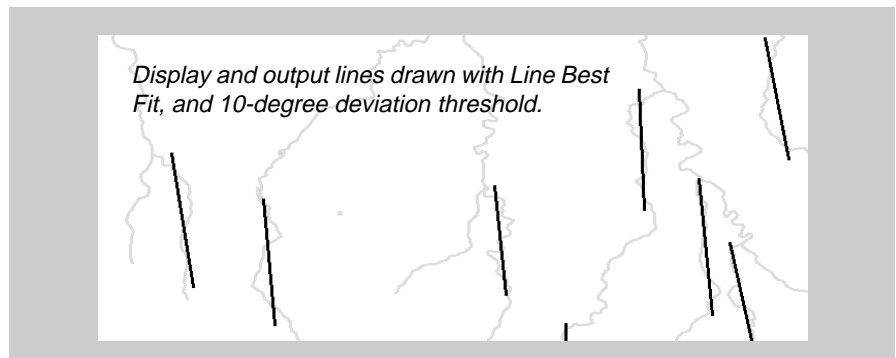 Display and output lines drawn with Line Best
Fit, and 10-degree deviation threshold.